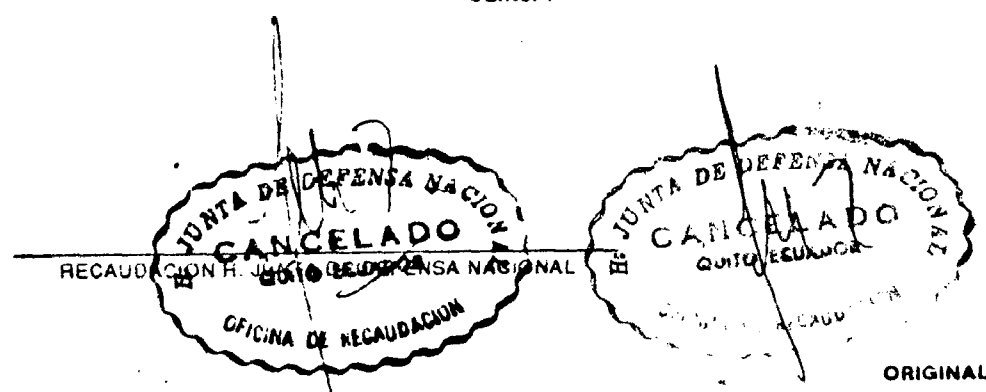 H. JUNTA DE DEFENSA NACIONAL
CANCELADO
QUITO ECUADOR
OFICINA DE RECAUDACION
RECAUDACION H. JUNTA DE DEFENSA NACIONAL
H. JUNTA DE DEFENSA NACIONAL
CANCELADO
QUITO ECUADOR
ORIGINAL